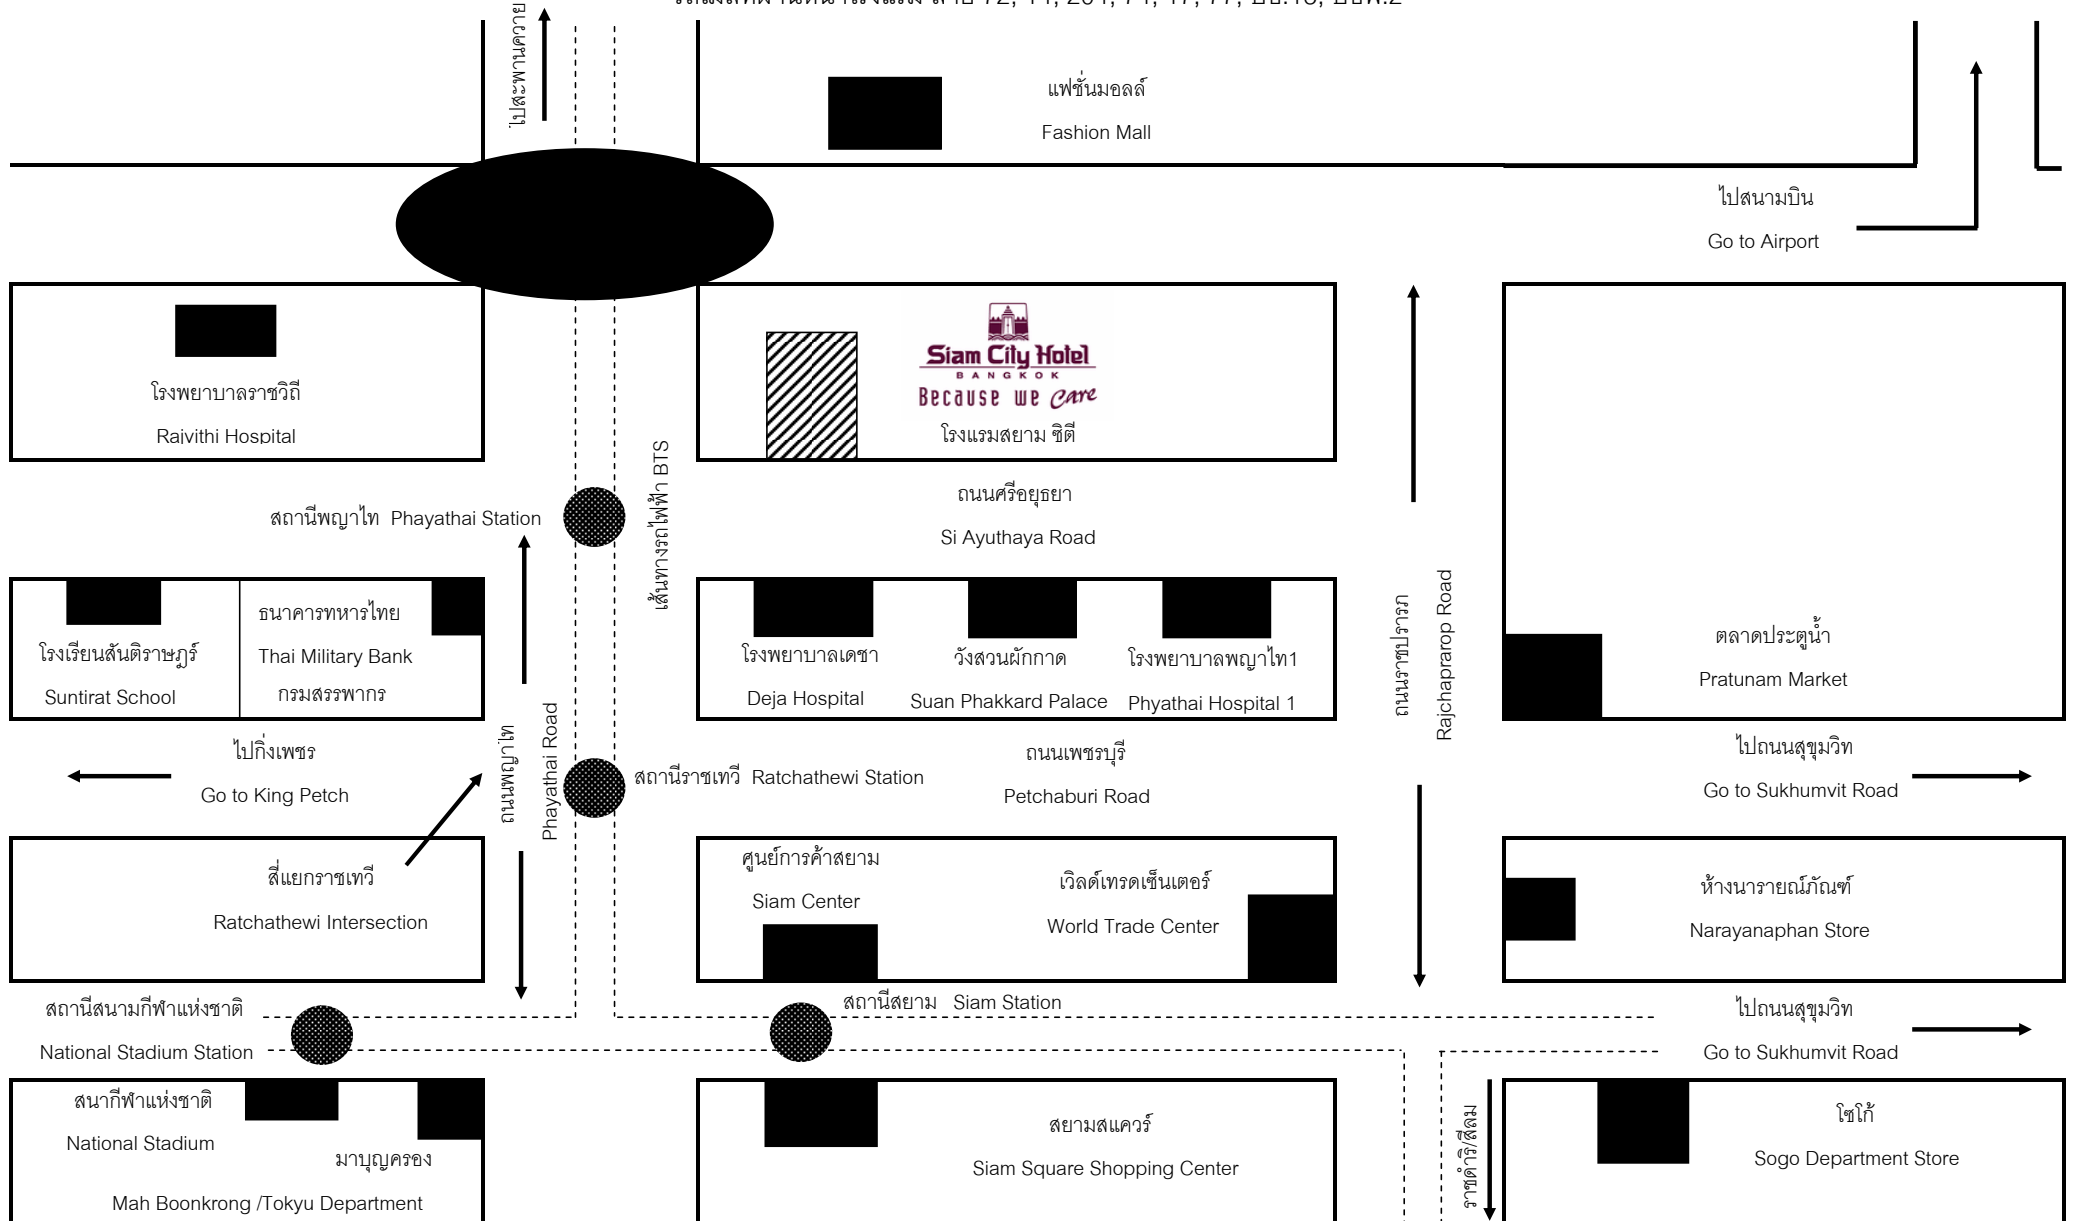 แฟชั่นมอลล์
Fashion Mall
ไปสนามบิน
Go to Airport
โรงพยาบาลราชวิถี
Rajvithi Hospital
Siam City Hotel
BANGKOK
Because we care
โรงแรมสยาม ซิตี
เส้นทางรถไฟฟ้า BTS
สถานีพญาไท Phayathai Station
ถนนศรีอยุธยา
Si Ayuthaya Road
โรงเรียนสันติราษฎร์
Suntirat School
ธนาคารทหารไทย
Thai Military Bank
กรมสรรพากร
โรงพยาบาลเดชา
Deja Hospital
วังสวนผักกาด
Suan Phakkard Palace
โรงพยาบาลพญาไท1
Phyathai Hospital 1
ถนนราชปรารภ
Rajchaprarop Road
ตลาดประตูน้ำ
Pratunam Market
ไปกิ่งเพชร
Go to King Petch
ถนนพญาไท
Phayathai Road
สถานีราชเทวี Ratchathewi Station
ถนนเพชรบุรี
Petchaburi Road
ไปถนนสุขุมวิท
Go to Sukhumvit Road
สี่แยกราชเทวี
Ratchathewi Intersection
ศูนย์การค้าสยาม
Siam Center
เวิลด์เทรดเซ็นเตอร์
World Trade Center
ห้างนารายณ์ภัณฑ์
Narayanaphan Store
สถานีสนามกีฬาแห่งชาติ
National Stadium Station
สถานีสยาม Siam Station
ไปถนนสุขุมวิท
Go to Sukhumvit Road
สนากีฬาแห่งชาติ
National Stadium
มาบุญครอง
Mah Boonkrong /Tokyu Department
สยามสแควร์
Siam Square Shopping Center
ราชดำริ/สีลม
โซโก้
Sogo Department Store